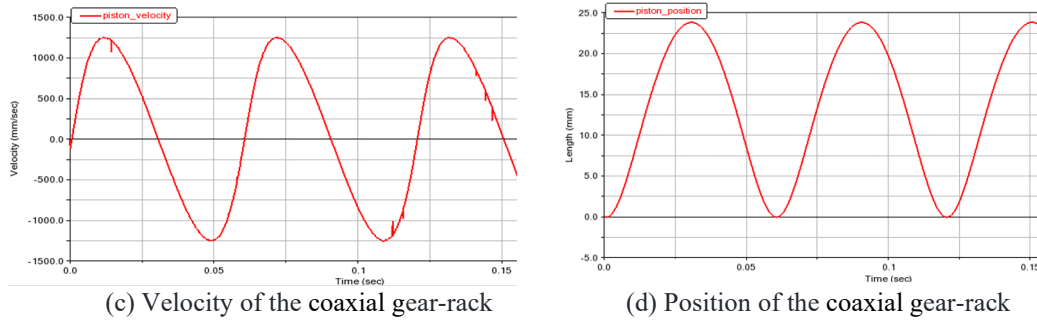 piston_velocity
1500.0
1000.0
500.0
0.0
-500.0
-1000.0
-1500.0
Velocity (mm/sec)
0.0
0.05
0.1
0.15
Time (sec)
(c) Velocity of the coaxial gear-rack
piston_position
25.0
20.0
15.0
10.0
5.0
0.0
-5.0
Length (mm)
0.0
0.05
0.1
0.15
Time (sec)
(d) Position of the coaxial gear-rack